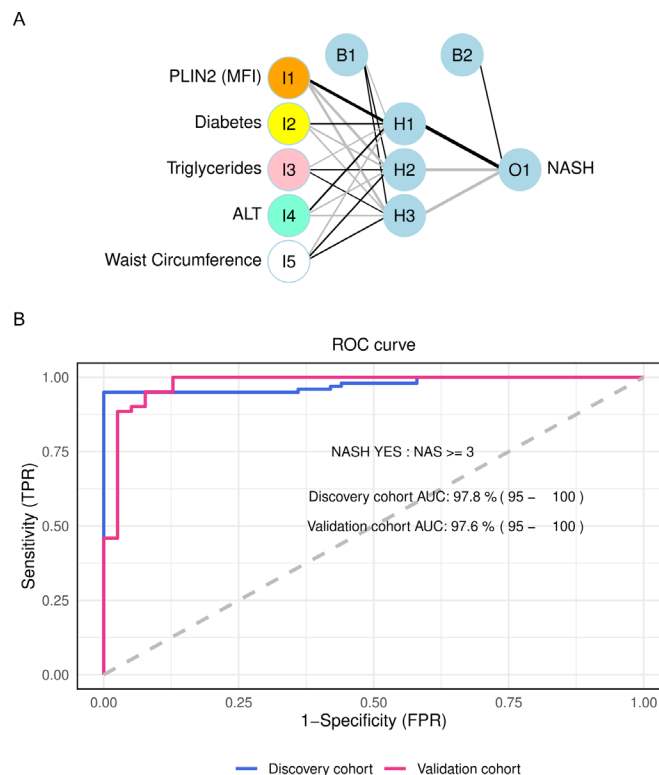 A
B1 B2
PLIN2 (MFI) I1
Diabetes I2 H1
Triglycerides I3 H2 O1 NASH
ALT I4 H3
Waist Circumference I5
B
ROC curve
1.00
0.75
0.50
0.25
0.00
Sensitivity (TPR)
NASH YES : NAS >= 3
Discovery cohort AUC: 97.8 % ( 95 − 100 )
Validation cohort AUC: 97.6 % ( 95 − 100 )
0.00 0.25 0.50 0.75 1.00
1−Specificity (FPR)
Discovery cohort Validation cohort